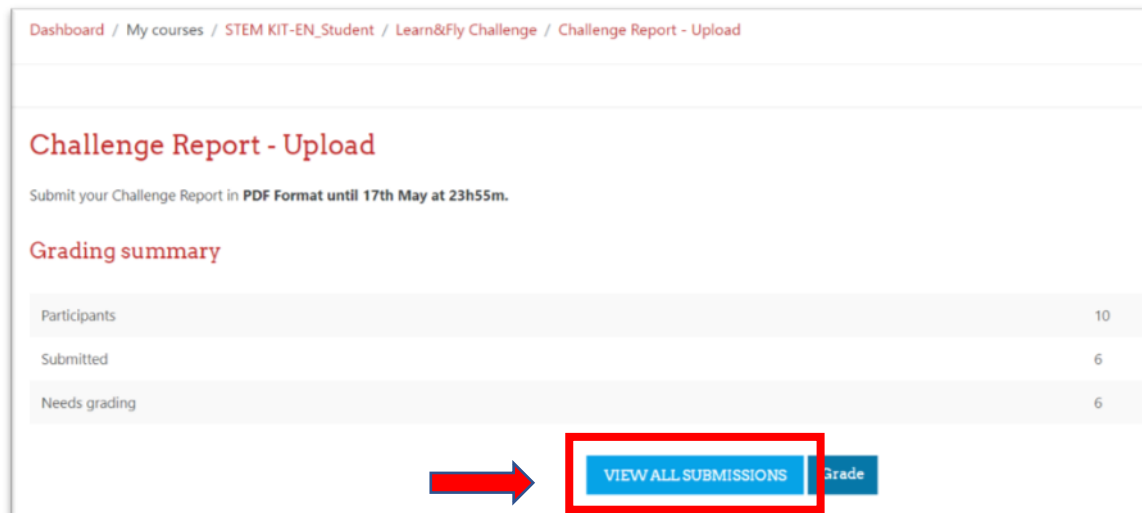 Dashboard / My courses / STEM KIT-EN_Student / Learn&Fly Challenge / Challenge Report - Upload
Challenge Report - Upload
Submit your Challenge Report in PDF Format until 17th May at 23h55m.
Grading summary
Participants 10
Submitted 6
Needs grading 6
VIEW ALL SUBMISSIONS Grade